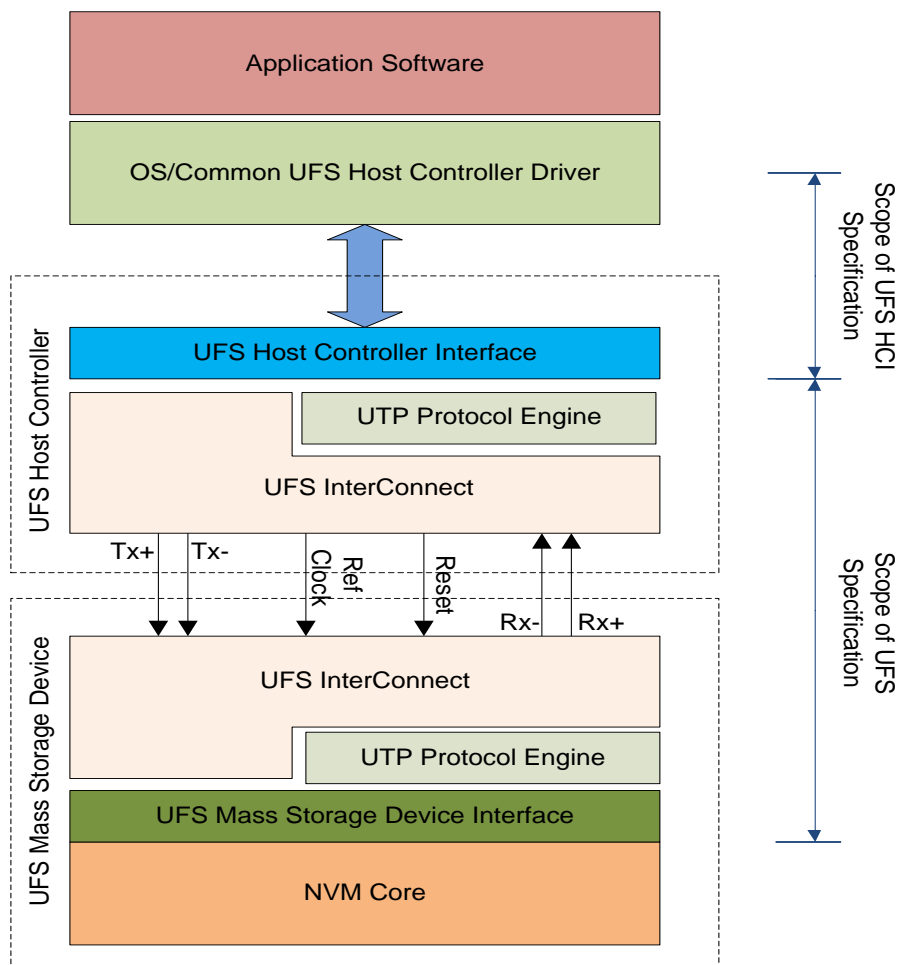 Application Software
OS/Common UFS Host Controller Driver
Scope of UFS HCI
Specification
UFS Host Controller
UFS Host Controller Interface
UTP Protocol Engine
UFS InterConnect
Tx+
Tx-
Ref
Clock
Reset
Rx-
Rx+
Scope of UFS
Specification
UFS Mass Storage Device
UFS InterConnect
UTP Protocol Engine
UFS Mass Storage Device Interface
NVM Core